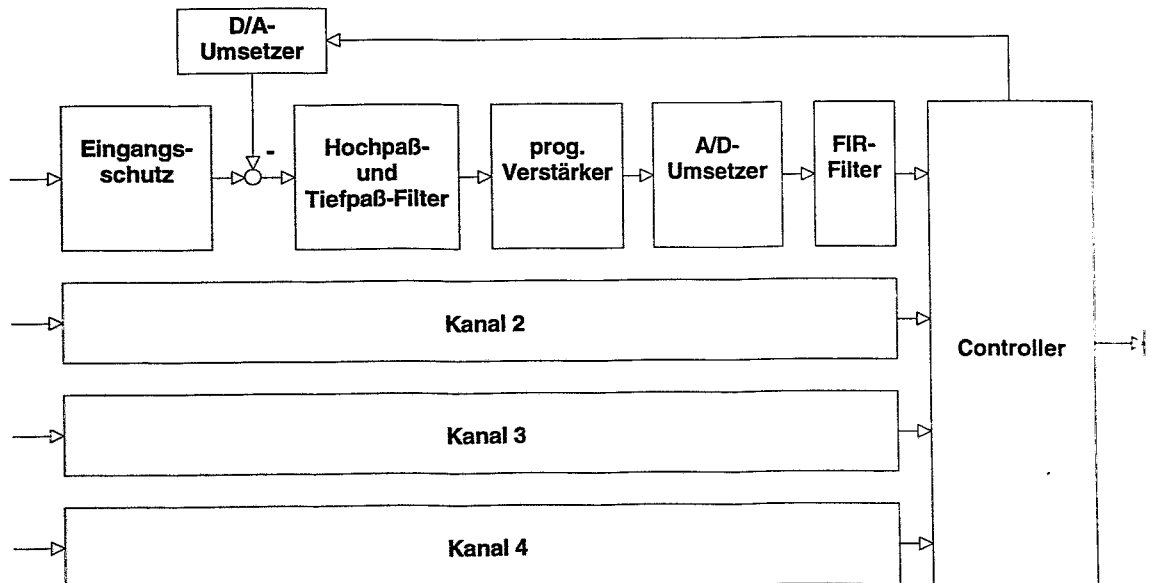 D/A-
Umsetzer
Eingangs-
schutz
-
Hochpaß-
und
Tiefpaß-Filter
prog.
Verstärker
A/D-
Umsetzer
FIR-
Filter
Kanal 2
Controller
Kanal 3
Kanal 4